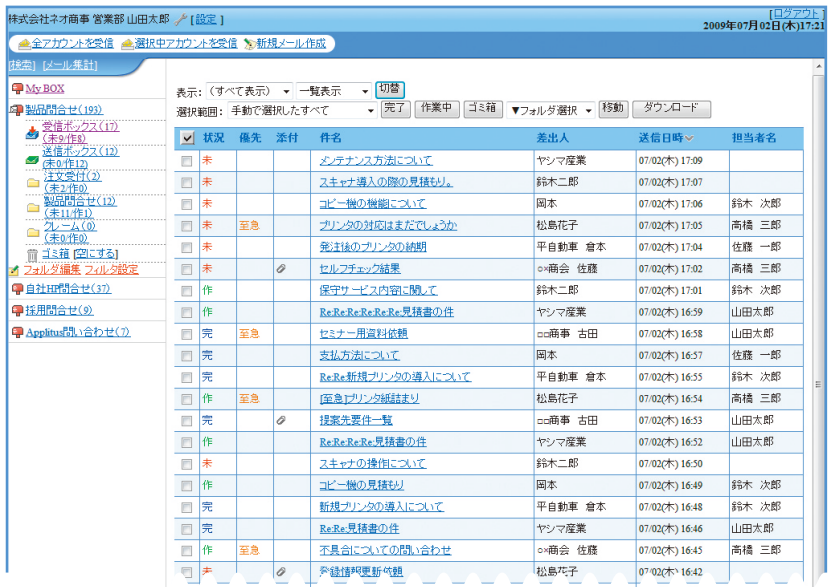 株式会社ネオ商事 営業部 山田太郎 [設定]
[ログアウト]
2009年07月02日(木)17:21
全アカウントを受信 選択中アカウントを受信 新規メール作成
[検索] [メール集計]
My BOX
製品問合せ(193)
受信ボックス(17)
(未9/作8)
送信ボックス(12)
(未0/作12)
注文受付(2)
(未2/作0)
製品問合せ(12)
(未11/作1)
クレーム(0)
(未0/作0)
ゴミ箱 [空にする]
フォルダ編集 フィルタ設定
自社HP問合せ(37)
採用問合せ(9)
Applitus問い合わせ(7)
表示: (すべて表示) 一覧表示 切替
選択範囲: 手動で選択したすべて 完了 作業中 ゴミ箱 ▼フォルダ選択 移動 ダウンロード
状況 優先 添付 件名 差出人 送信日時 担当者名
未 メンテナンス方法について ヤシマ産業 07/02(木) 17:09
未 スキャナ導入の際の見積もり。 鈴木二郎 07/02(木) 17:07
未 コピー機の機能について 岡本 07/02(木) 17:06 鈴木 次郎
未 至急 プリンタの対応はまだでしょうか 松島花子 07/02(木) 17:05 高橋 三郎
未 発注後のプリンタの納期 平自動車 倉本 07/02(木) 17:04 佐藤 一郎
未 セルフチェック結果 ○×商会 佐藤 07/02(木) 17:02 高橋 三郎
作 保守サービス内容に関して 鈴木二郎 07/02(木) 17:01 鈴木 次郎
作 Re:Re:Re:Re:Re:Re:見積書の件 ヤシマ産業 07/02(木) 16:59 山田太郎
完 至急 セミナー用資料依頼 □□商事 古田 07/02(木) 16:58 山田太郎
完 支払方法について 岡本 07/02(木) 16:57 佐藤 一郎
完 Re:Re:新規プリンタの導入について 平自動車 倉本 07/02(木) 16:55 鈴木 次郎
作 至急 [至急]プリンタ紙詰まり 松島花子 07/02(木) 16:54 高橋 三郎
完 提案先要件一覧 □□商事 古田 07/02(木) 16:53 山田太郎
作 Re:Re:Re:Re:見積書の件 ヤシマ産業 07/02(木) 16:52 山田太郎
未 スキャナの操作について 鈴木二郎 07/02(木) 16:50
作 コピー機の見積もり 岡本 07/02(木) 16:49 鈴木 次郎
完 新規プリンタの導入について 平自動車 倉本 07/02(木) 16:48 鈴木 次郎
完 Re:Re:見積書の件 ヤシマ産業 07/02(木) 16:46 山田太郎
作 至急 不具合についての問い合わせ ○×商会 佐藤 07/02(木) 16:45 高橋 三郎
未 登録情報更新依頼 松島花子 07/02(木) 16:42